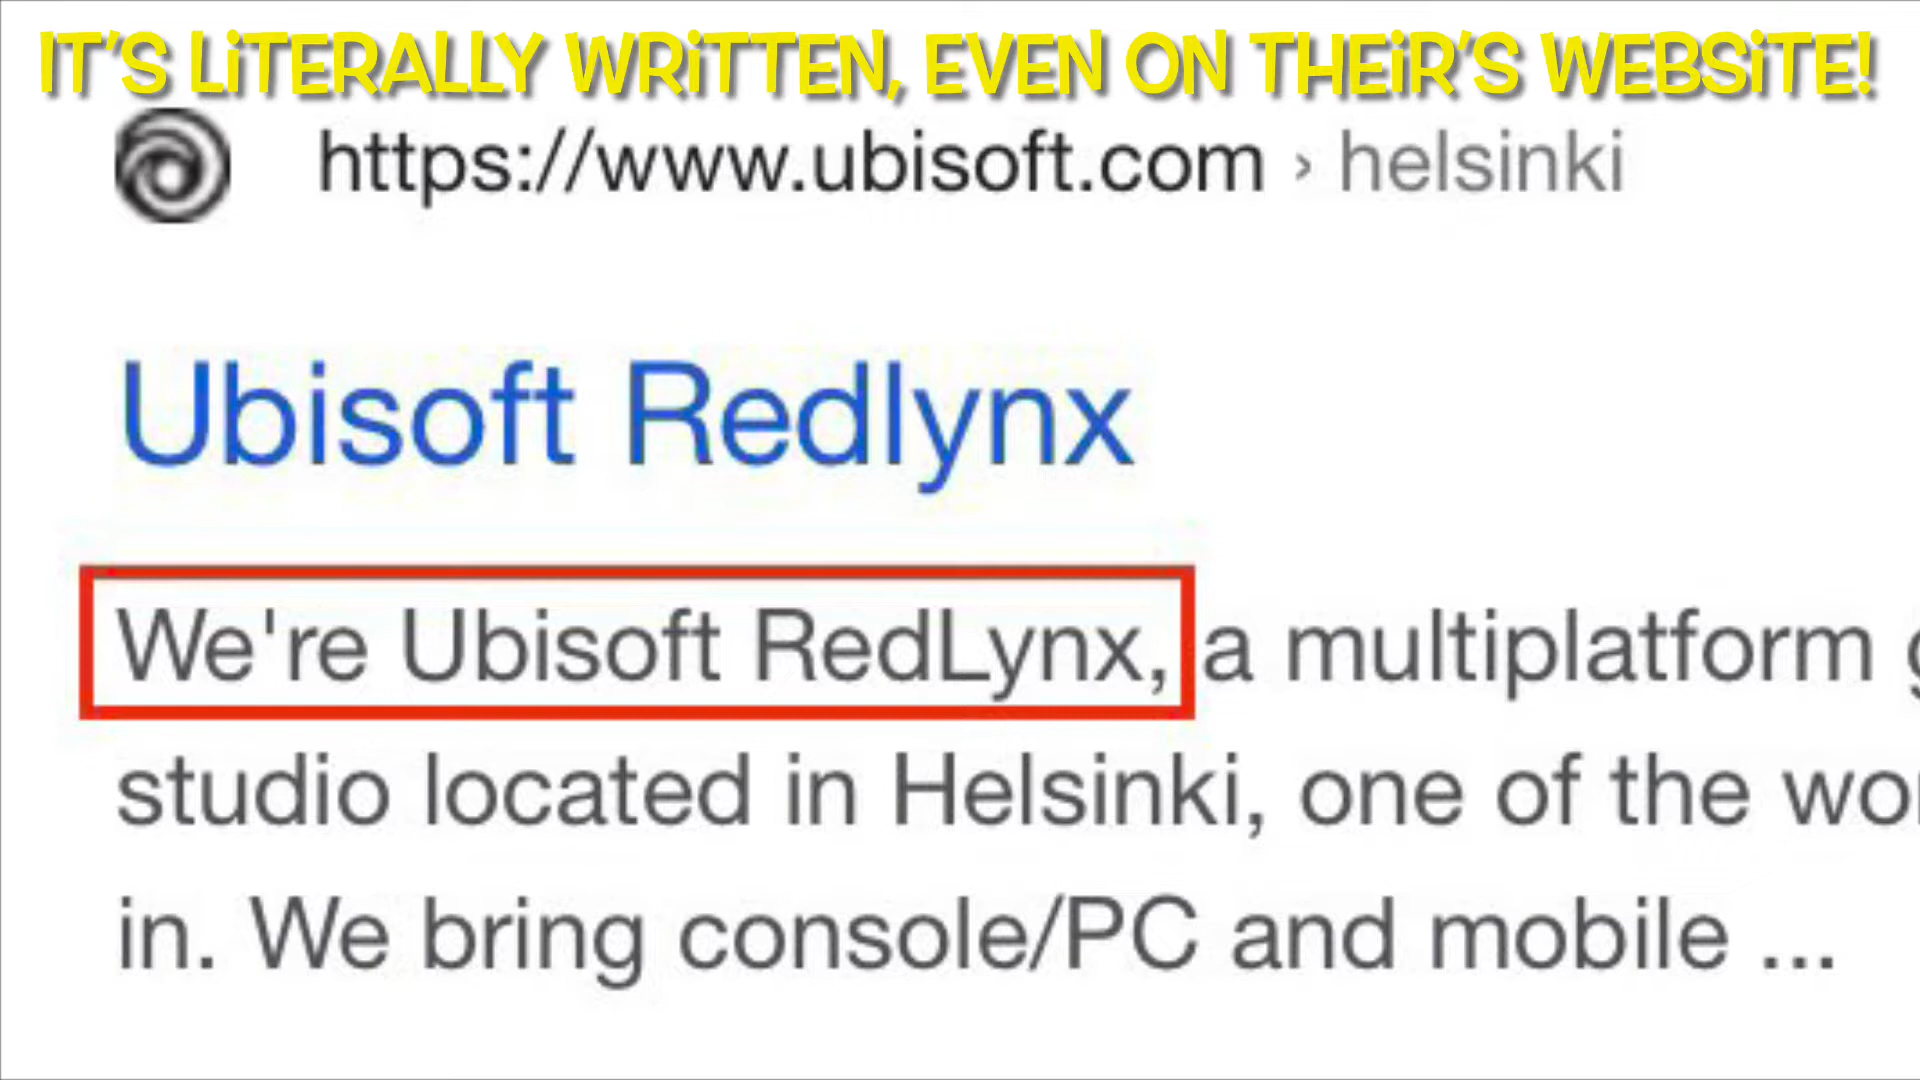 IT'S LiTERALLY WRiTTEN, EVEN ON THEiR'S WEBSiTE!
https://www.ubisoft.com › helsinki
Ubisoft Redlynx
We're Ubisoft RedLynx, a multiplatform
studio located in Helsinki, one of the
in. We bring console/PC and mobile ...